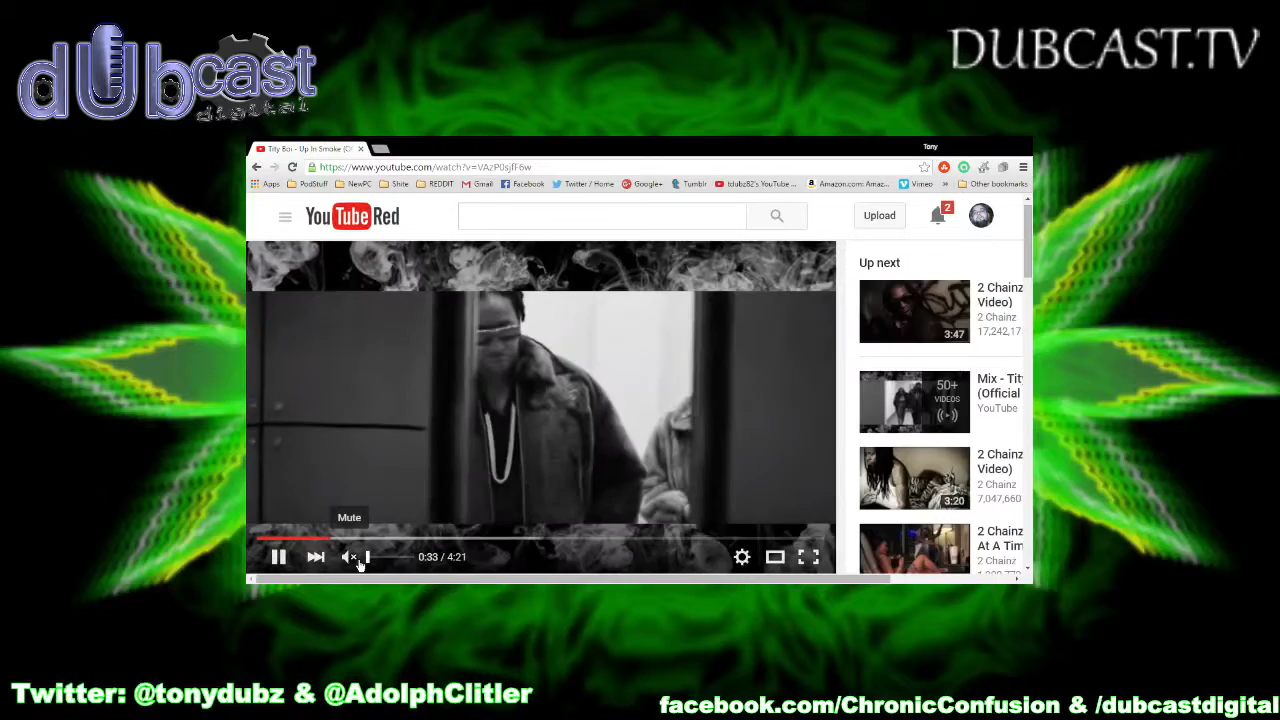 dUbcast
digital
DUBCAST.TV
Tity Boi - Up In Smoke (O
Tony
https://www.youtube.com/watch?v=VAzP0sjfF6w
Apps PodStuff NewPC Shite REDDIT Gmail Facebook Twitter / Home Google+ Tumblr tdubz82's YouTube ... Amazon.com: Amaz... Vimeo » Other bookmarks
YouTube Red
Upload
2
Up next
2 Chainz
Video)
2 Chainz
17,242,17
3:47
Mix - Tit
(Official
YouTube
50+
VIDEOS
2 Chainz
Video)
2 Chainz
7,047,660
3:20
2 Chainz
At A Tim
2 Chainz
Mute
0:33 / 4:21
Twitter: @tonydubz & @AdolphClitler
facebook.com/ChronicConfusion & /dubcastdigital